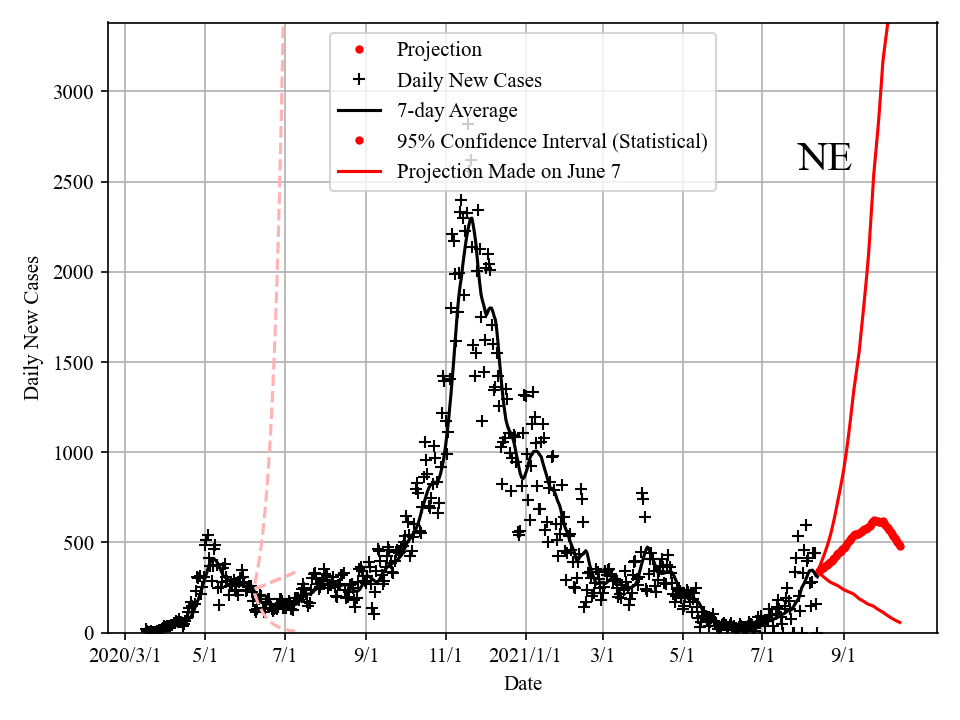 Projection
Daily New Cases
7-day Average
95% Confidence Interval (Statistical)
Projection Made on June 7
NE
Daily New Cases
3000
2500
2000
1500
1000
500
0
2020/3/1 5/1 7/1 9/1 11/1 2021/1/1 3/1 5/1 7/1 9/1
Date